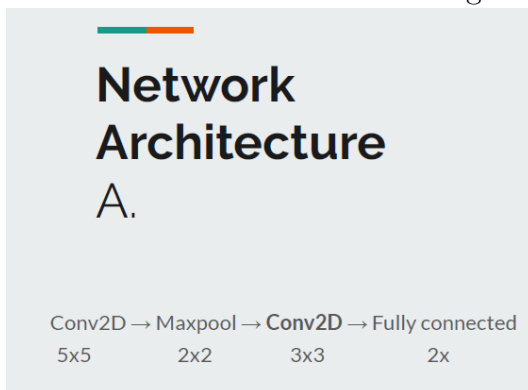 Network
Architecture
A.
Conv2D → Maxpool → Conv2D → Fully connected
5x5 2x2 3x3 2x